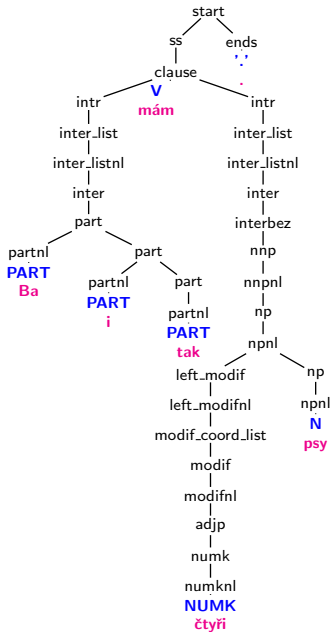 start
ss ends
'.'
clause .
V
intr mám intr
inter_list inter_list
inter_listnl inter_listnl
inter inter
part interbez
partnl part nnp
PART
Ba partnl part nnpnl
PART
i partnl np
PART
tak npnl
left_modif np
left_modifnl npnl
N
modif_coord_list psy
modif
modifnl
adjp
numk
numknl
NUMK
čtyři